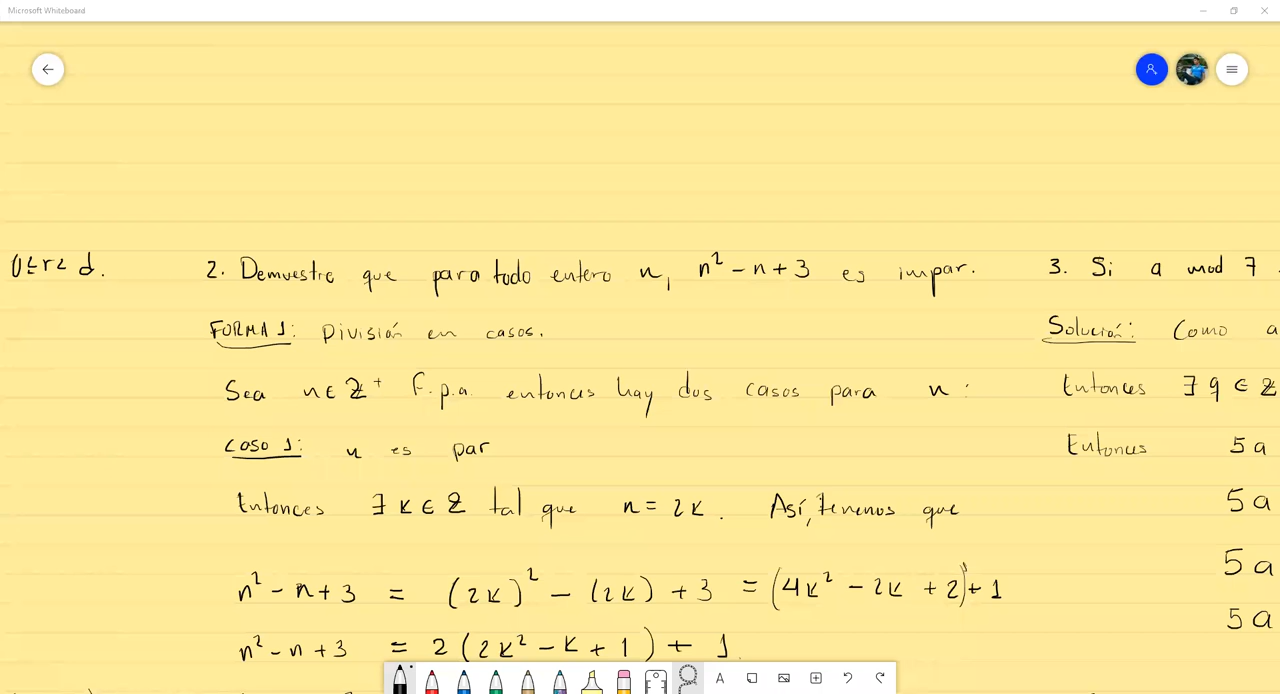 Microsoft Whiteboard
0≤r< d.
2. Demuestre que para todo entero n, n² - n + 3 es impar.
FORMA 1: División en casos.
Sea n ∈ Z⁺ f.p.a. entonces hay dos casos para n:
Caso 1: n es par
Entonces ∃ k ∈ Z tal que n = 2k. Así, tenemos que
n² - n + 3 = (2k)² - (2k) + 3 = (4k² - 2k + 2) + 1
n² - n + 3 = 2(2k² - k + 1) + 1.
3. Si a mod 7
Solución: Como a
Entonces ∃ q ∈ Z
Entonces 5a
5a
5a
5a
A